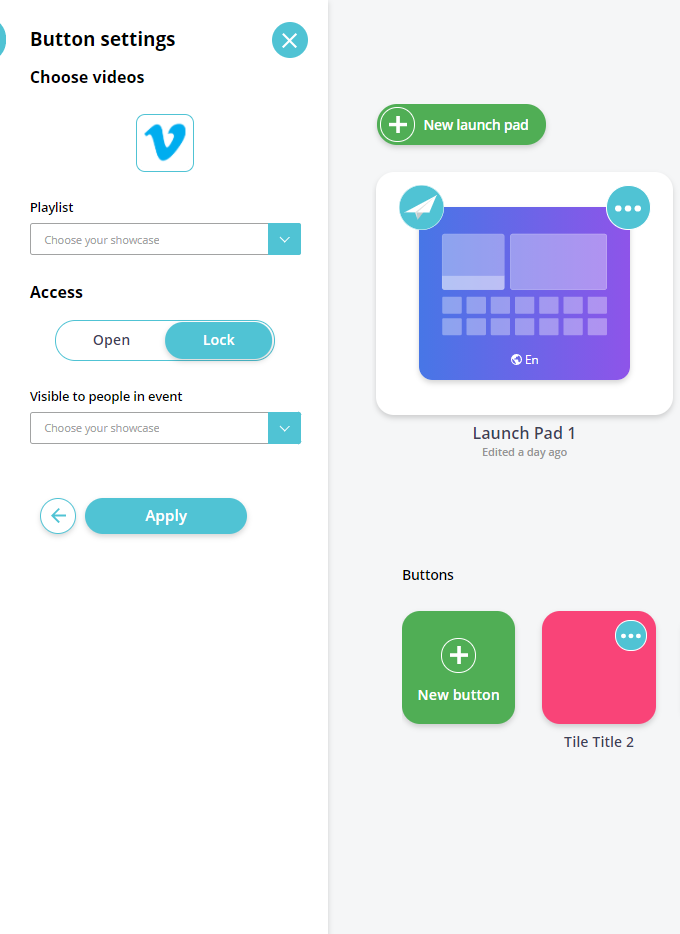 Button settings
Choose videos
Playlist
Choose your showcase
Access
Open
Lock
Visible to people in event
Choose your showcase
Apply
New launch pad
En
Launch Pad 1
Edited a day ago
Buttons
New button
Tile Title 2